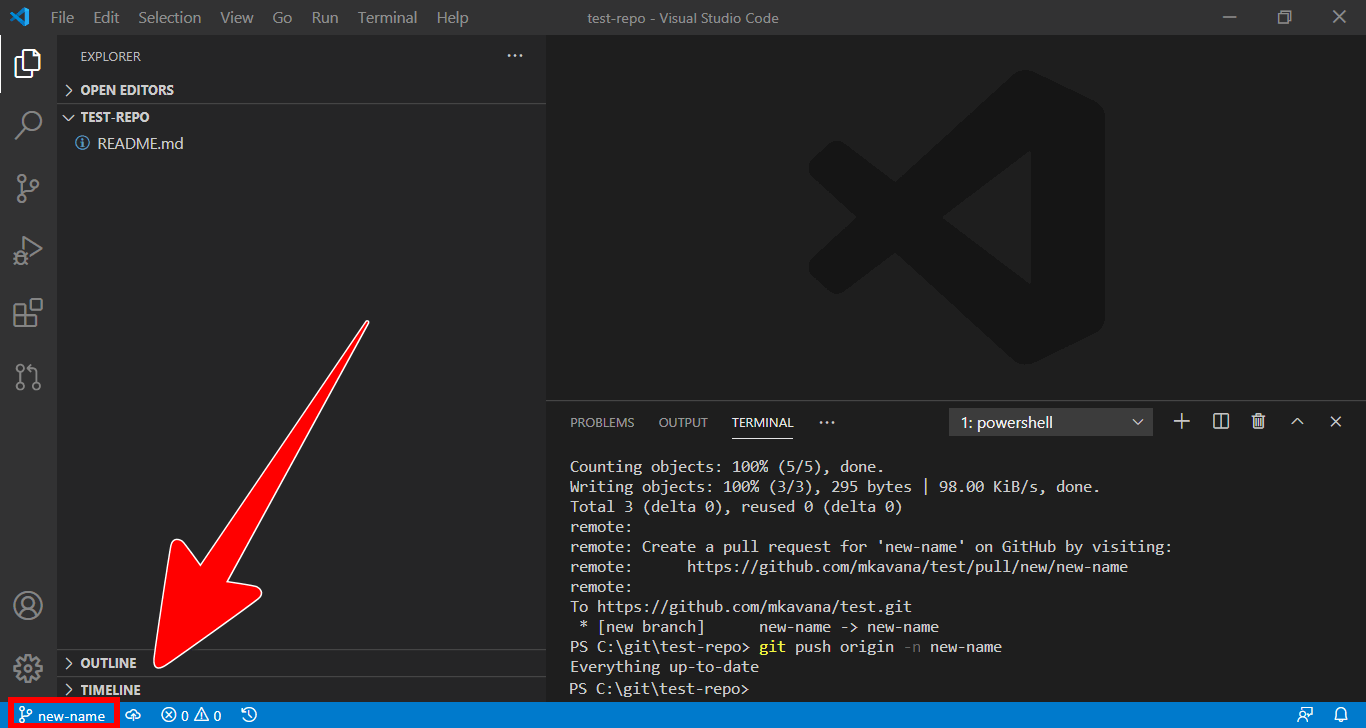 File Edit Selection View Go Run Terminal Help
test-repo - Visual Studio Code
EXPLORER
OPEN EDITORS
TEST-REPO
README.md
OUTLINE
TIMELINE
PROBLEMS OUTPUT TERMINAL
1: powershell
Counting objects: 100% (5/5), done.
Writing objects: 100% (3/3), 295 bytes | 98.00 KiB/s, done.
Total 3 (delta 0), reused 0 (delta 0)
remote:
remote: Create a pull request for 'new-name' on GitHub by visiting:
remote:      https://github.com/mkavana/test/pull/new/new-name
remote:
To https://github.com/mkavana/test.git
 * [new branch]      new-name -> new-name
PS C:\git\test-repo> git push origin -n new-name
Everything up-to-date
PS C:\git\test-repo>
new-name 0 0